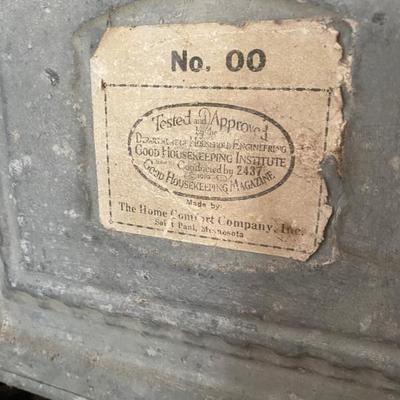 No. 00
Tested and Approved
by the
Department of Household Engineering
Good Housekeeping Institute
Conducted by 2437
Good Housekeeping Magazine
Made by
The Home Comfort Company, Inc.
Saint Paul, Minnesota